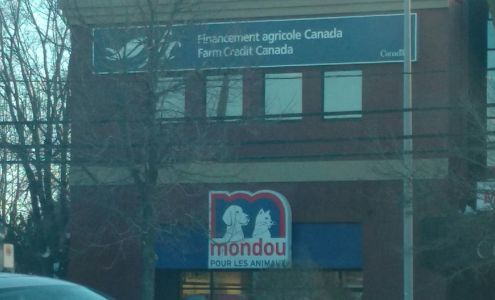 Financement agricole Canada
Farm Credit Canada
Canada
mondou
POUR LES ANIMAUX